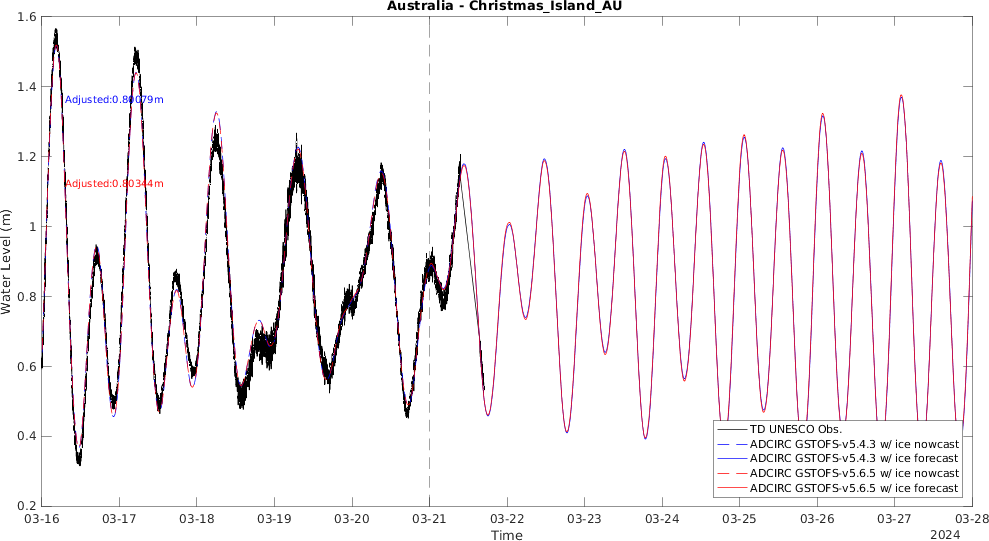 Australia - Christmas_Island_AU
1.6
1.4
1.2
1
0.8
0.6
0.4
0.2
Water Level (m)
Adjusted:0.80079m
Adjusted:0.80344m
TD UNESCO Obs.
ADCIRC GSTOFS-v5.4.3 w/ ice nowcast
ADCIRC GSTOFS-v5.4.3 w/ ice forecast
ADCIRC GSTOFS-v5.6.5 w/ ice nowcast
ADCIRC GSTOFS-v5.6.5 w/ ice forecast
03-16 03-17 03-18 03-19 03-20 03-21 03-22 03-23 03-24 03-25 03-26 03-27 03-28
Time
2024